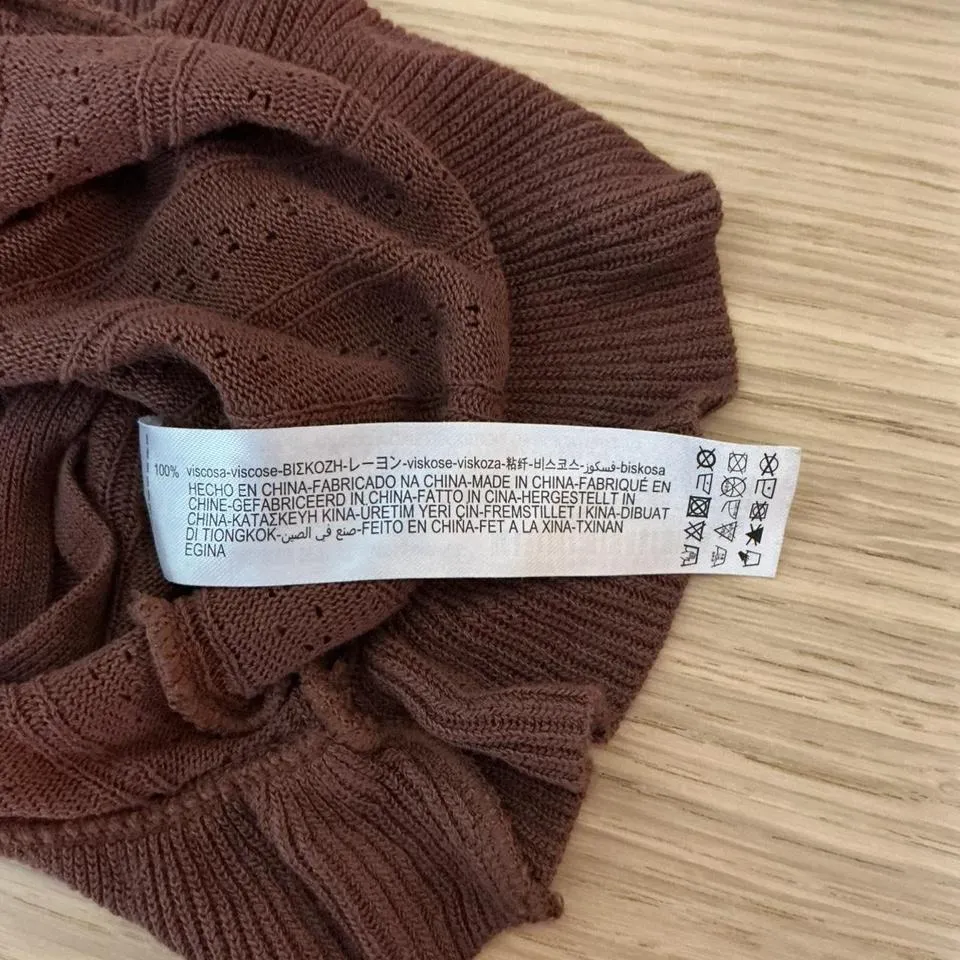 100% viscosa-viscose-ΒΙΣΚΟΖΗ-レーヨン-viskose-viskoza-粘纤-비스코스-فسكوز-biskosa
HECHO EN CHINA-FABRICADO NA CHINA-MADE IN CHINA-FABRIQUÉ EN
CHINE-GEFABRICEERD IN CHINA-FATTO IN CINA-HERGESTELLT IN
CHINA-ΚΑΤΑΣΚΕΥΗ ΚΙΝΑ-ÜRETIM YERI ÇIN-FREMSTILLET I KINA-DIBUAT
DI TIONGKOK-صنع في الصين-FEITO EN CHINA-FET A LA XINA-TXINAN
EGINA